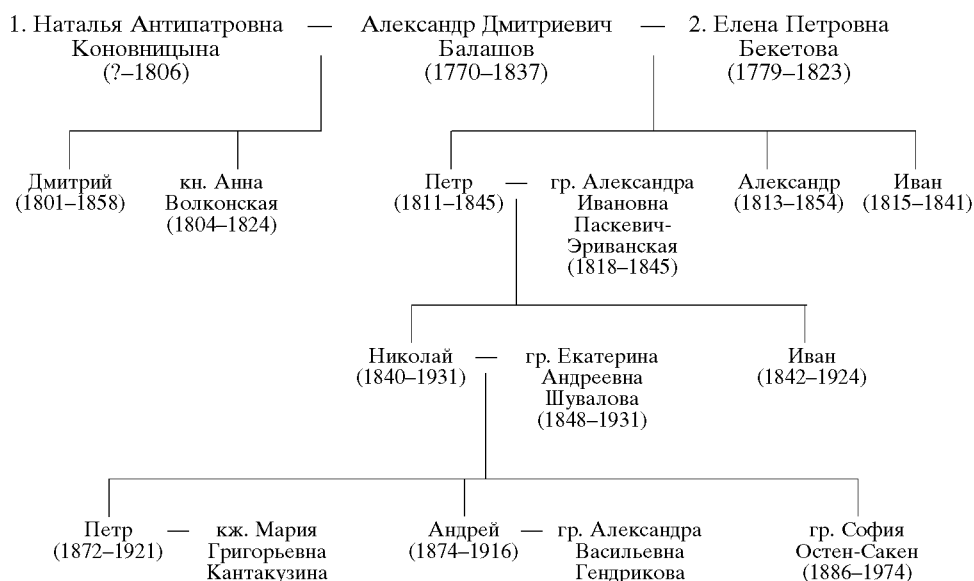 1. Наталья Антипатровна — Александр Дмитриевич — 2. Елена Петровна
Коновницына Балашов Бекетова
(?–1806) (1770–1837) (1779–1823)
Дмитрий кн. Анна Петр — гр. Александра Александр Иван
(1801–1858) Волконская (1811–1845) Ивановна (1813–1854) (1815–1841)
(1804–1824) Паскевич-
Эриванская
(1818–1845)
Николай — гр. Екатерина Иван
(1840–1931) Андреевна (1842–1924)
Шувалова
(1848–1931)
Петр — кж. Мария Андрей — гр. Александра гр. София
(1872–1921) Григорьевна (1874–1916) Васильевна Остен-Сакен
Кантакузина Гендрикова (1886–1974)